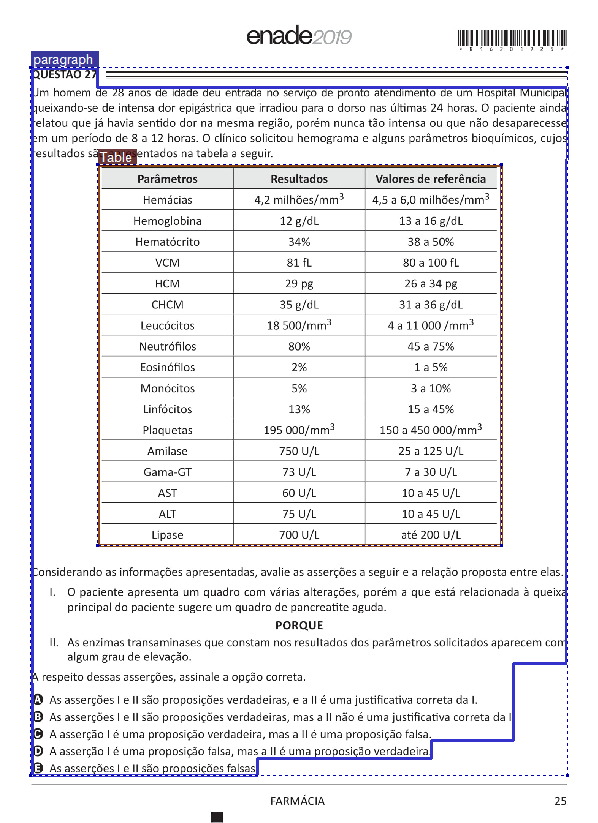 enade2019
*E162019251*
paragraph
QUESTÃO 27
Um homem de 28 anos de idade deu entrada no serviço de pronto atendimento de um Hospital Municipal
queixando-se de intensa dor epigástrica que irradiou para o dorso nas últimas 24 horas. O paciente ainda
relatou que já havia sentido dor na mesma região, porém nunca tão intensa ou que não desaparecesse
em um período de 8 a 12 horas. O clínico solicitou hemograma e alguns parâmetros bioquímicos, cujos
resultados entados na tabela a seguir.
Table
Parâmetros Resultados Valores de referência
Hemácias 4,2 milhões/mm3 4,5 a 6,0 milhões/mm3
Hemoglobina 12 g/dL 13 a 16 g/dL
Hematócrito 34% 38 a 50%
VCM 81 fL 80 a 100 fL
HCM 29 pg 26 a 34 pg
CHCM 35 g/dL 31 a 36 g/dL
Leucócitos 18 500/mm3 4 a 11 000 /mm3
Neutrófilos 80% 45 a 75%
Eosinófilos 2% 1 a 5%
Monócitos 5% 3 a 10%
Linfócitos 13% 15 a 45%
Plaquetas 195 000/mm3 150 a 450 000/mm3
Amilase 750 U/L 25 a 125 U/L
Gama-GT 73 U/L 7 a 30 U/L
AST 60 U/L 10 a 45 U/L
ALT 75 U/L 10 a 45 U/L
Lipase 700 U/L até 200 U/L
Considerando as informações apresentadas, avalie as asserções a seguir e a relação proposta entre elas.
I. O paciente apresenta um quadro com várias alterações, porém a que está relacionada à queixa
principal do paciente sugere um quadro de pancreatite aguda.
PORQUE
II. As enzimas transaminases que constam nos resultados dos parâmetros solicitados aparecem com
algum grau de elevação.
A respeito dessas asserções, assinale a opção correta.
A As asserções I e II são proposições verdadeiras, e a II é uma justificativa correta da I.
B As asserções I e II são proposições verdadeiras, mas a II não é uma justificativa correta da I.
C A asserção I é uma proposição verdadeira, mas a II é uma proposição falsa.
D A asserção I é uma proposição falsa, mas a II é uma proposição verdadeira.
E As asserções I e II são proposições falsas.
FARMÁCIA 25